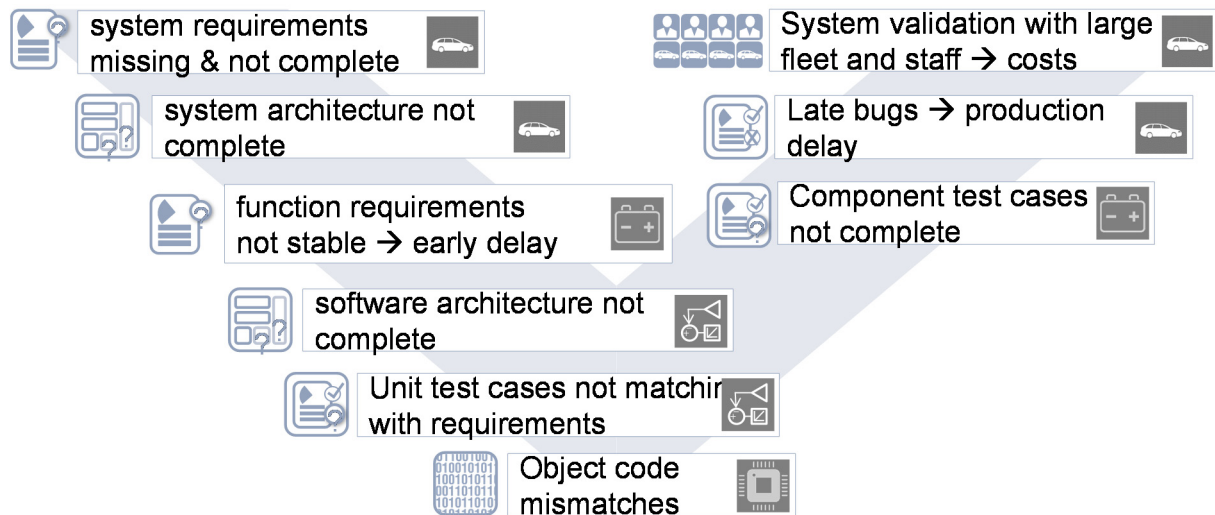 system requirements
missing & not complete
System validation with large
fleet and staff → costs
system architecture not
complete
Late bugs → production
delay
function requirements
not stable → early delay
Component test cases
not complete
software architecture not
complete
Unit test cases not matchin
with requirements
Object code
mismatches